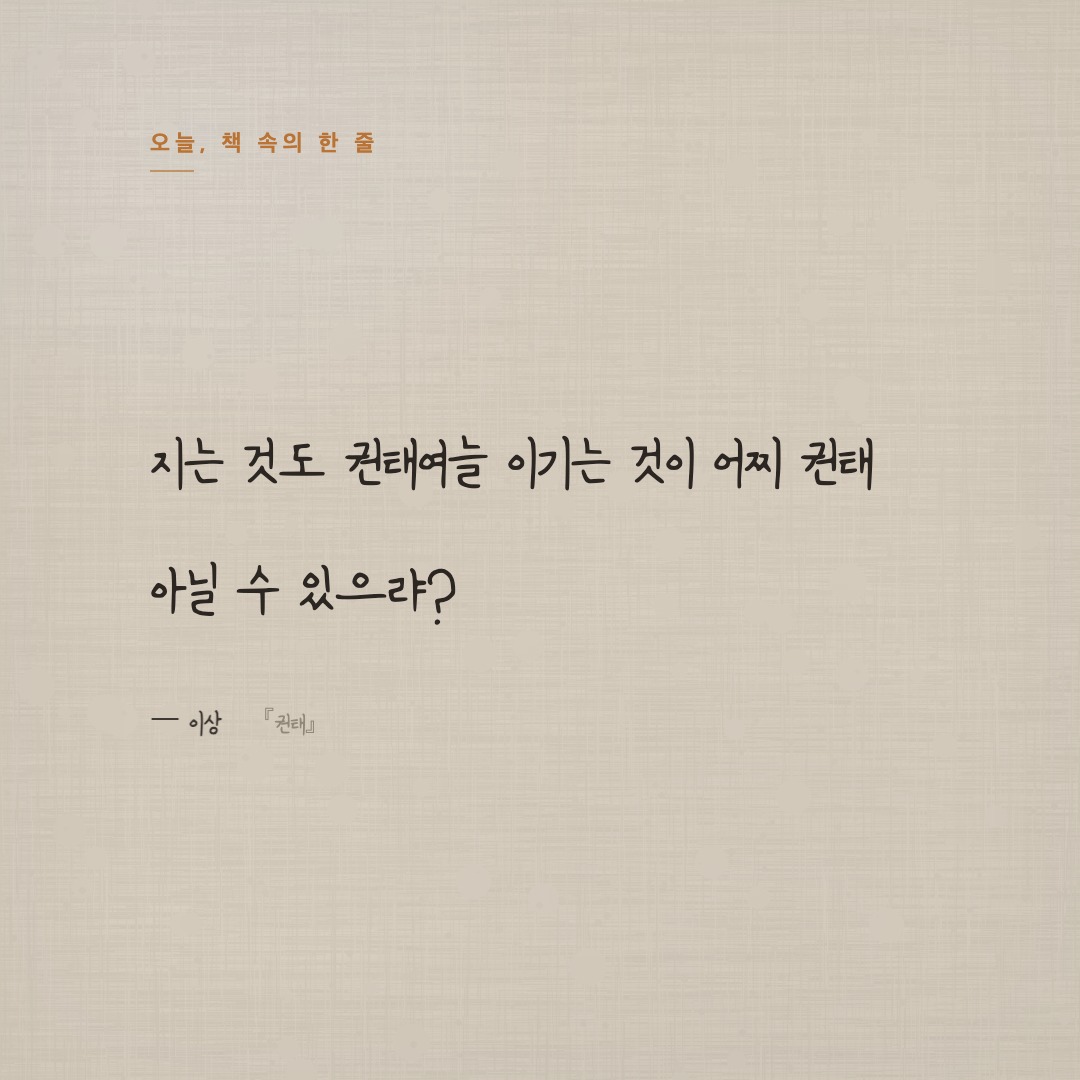 오늘, 책 속의 한 줄
지는 것도 권태여늘 이기는 것이 어찌 권태
아닐 수 있으랴?
— 이상 『권태』